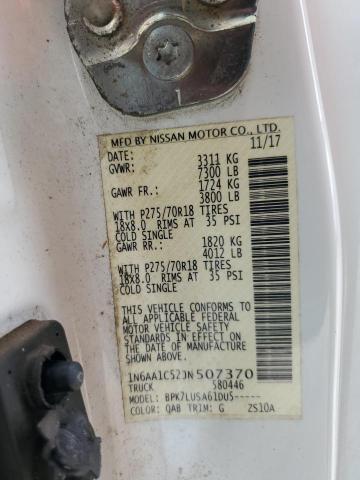 1
MFD BY NISSAN MOTOR CO., LTD.
DATE: 11/17
GVWR: 3311 KG
7300 LB
GAWR FR.: 1724 KG
3800 LB
WITH P275/70R18 TIRES
18x8.0 RIMS AT 35 PSI
COLD SINGLE
GAWR RR.: 1820 KG
4012 LB
WITH P275/70R18 TIRES
18x8.0 RIMS AT 35 PSI
COLD SINGLE
THIS VEHICLE CONFORMS TO
ALL APPLICABLE FEDERAL
MOTOR VEHICLE SAFETY
STANDARDS IN EFFECT ON THE
DATE OF MANUFACTURE SHOWN
ABOVE.
1N6AA1C52JN507370
TRUCK 580446
MODEL: BPK7LUSA61DU5-----
COLOR: QAB TRIM: G ZS10A